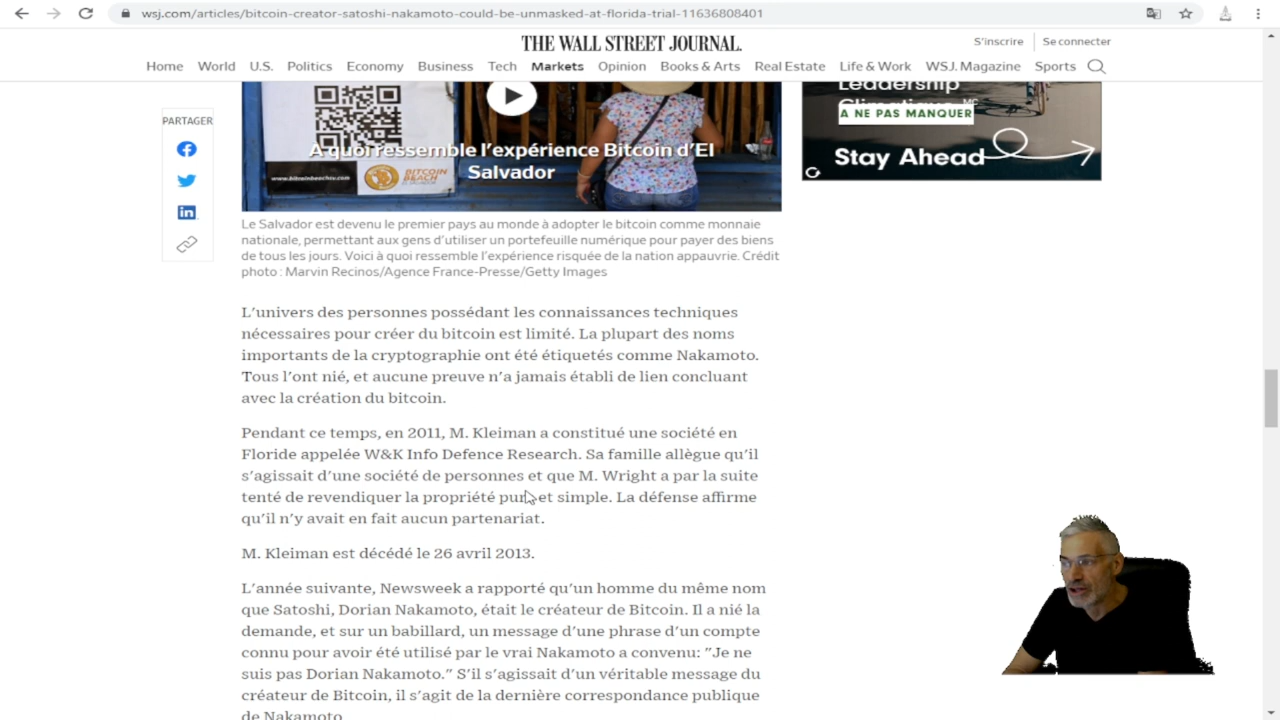 wsj.com/articles/bitcoin-creator-satoshi-nakamoto-could-be-unmasked-at-florida-trial-11636808401
THE WALL STREET JOURNAL.
S'inscrire
Se connecter
Home
World
U.S.
Politics
Economy
Business
Tech
Markets
Opinion
Books & Arts
Real Estate
Life & Work
WSJ. Magazine
Sports
PARTAGER
À quoi ressemble l'expérience Bitcoin d'El
Salvador
www.bitcoinbeachsv.com
BITCOIN
BEACH
EL SALVADOR
Leadership
Climatique MC
A NE PAS MANQUER
Stay Ahead
Le Salvador est devenu le premier pays au monde à adopter le bitcoin comme monnaie
nationale, permettant aux gens d'utiliser un portefeuille numérique pour payer des biens
de tous les jours. Voici à quoi ressemble l'expérience risquée de la nation appauvrie. Crédit
photo : Marvin Recinos/Agence France-Presse/Getty Images
L'univers des personnes possédant les connaissances techniques
nécessaires pour créer du bitcoin est limité. La plupart des noms
importants de la cryptographie ont été étiquetés comme Nakamoto.
Tous l'ont nié, et aucune preuve n'a jamais établi de lien concluant
avec la création du bitcoin.
Pendant ce temps, en 2011, M. Kleiman a constitué une société en
Floride appelée W&K Info Defence Research. Sa famille allègue qu'il
s'agissait d'une société de personnes et que M. Wright a par la suite
tenté de revendiquer la propriété pure et simple. La défense affirme
qu'il n'y avait en fait aucun partenariat.
M. Kleiman est décédé le 26 avril 2013.
L'année suivante, Newsweek a rapporté qu'un homme du même nom
que Satoshi, Dorian Nakamoto, était le créateur de Bitcoin. Il a nié la
demande, et sur un babillard, un message d'une phrase d'un compte
connu pour avoir été utilisé par le vrai Nakamoto a convenu: "Je ne
suis pas Dorian Nakamoto." S'il s'agissait d'un véritable message du
créateur de Bitcoin, il s'agit de la dernière correspondance publique
de Nakamoto